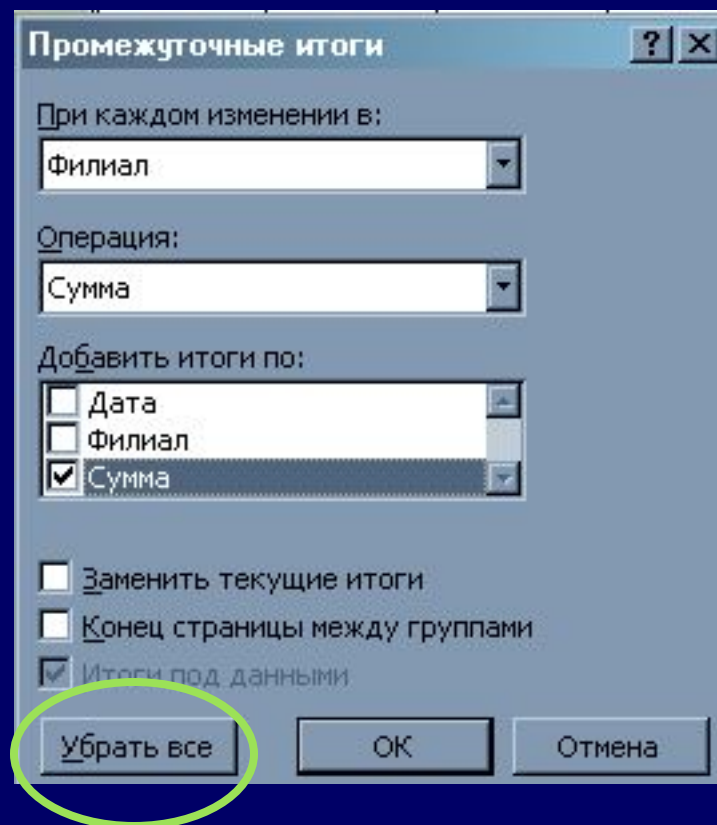 Промежуточные итоги
При каждом изменении в:
Филиал
Операция:
Сумма
Добавить итоги по:
Дата
Филиал
Сумма
Заменить текущие итоги
Конец страницы между группами
Итоги под данными
Убрать все ОК Отмена